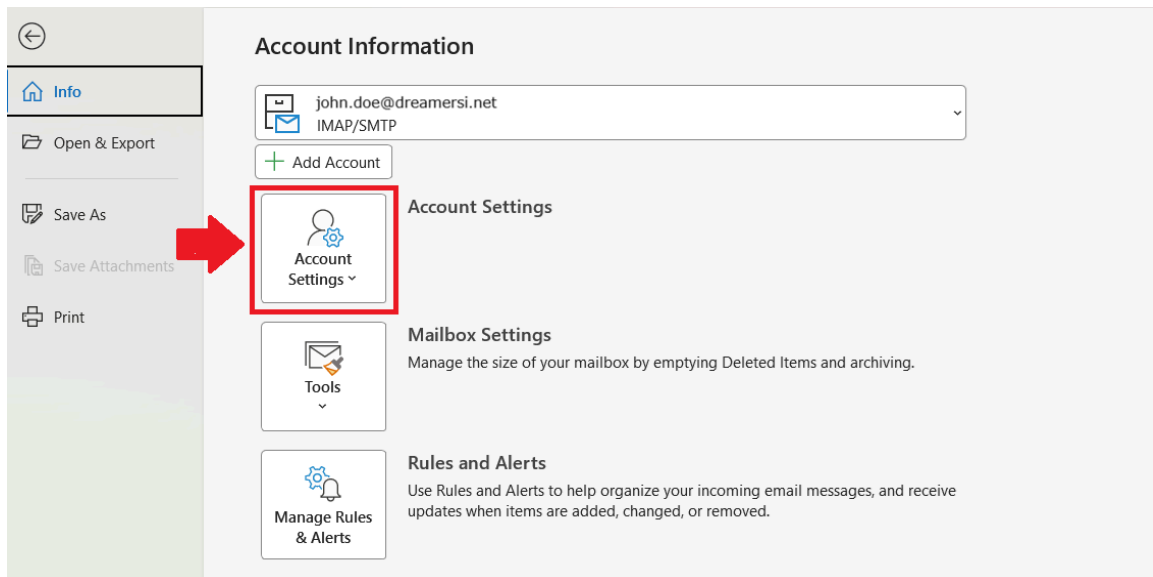 Account Information
Info
john.doe@dreamersi.net
IMAP/SMTP
Open & Export
Add Account
Save As
Save Attachments
Print
Account
Settings
Account Settings
Tools
Mailbox Settings
Manage the size of your mailbox by emptying Deleted Items and archiving.
Manage Rules
& Alerts
Rules and Alerts
Use Rules and Alerts to help organize your incoming email messages, and receive
updates when items are added, changed, or removed.